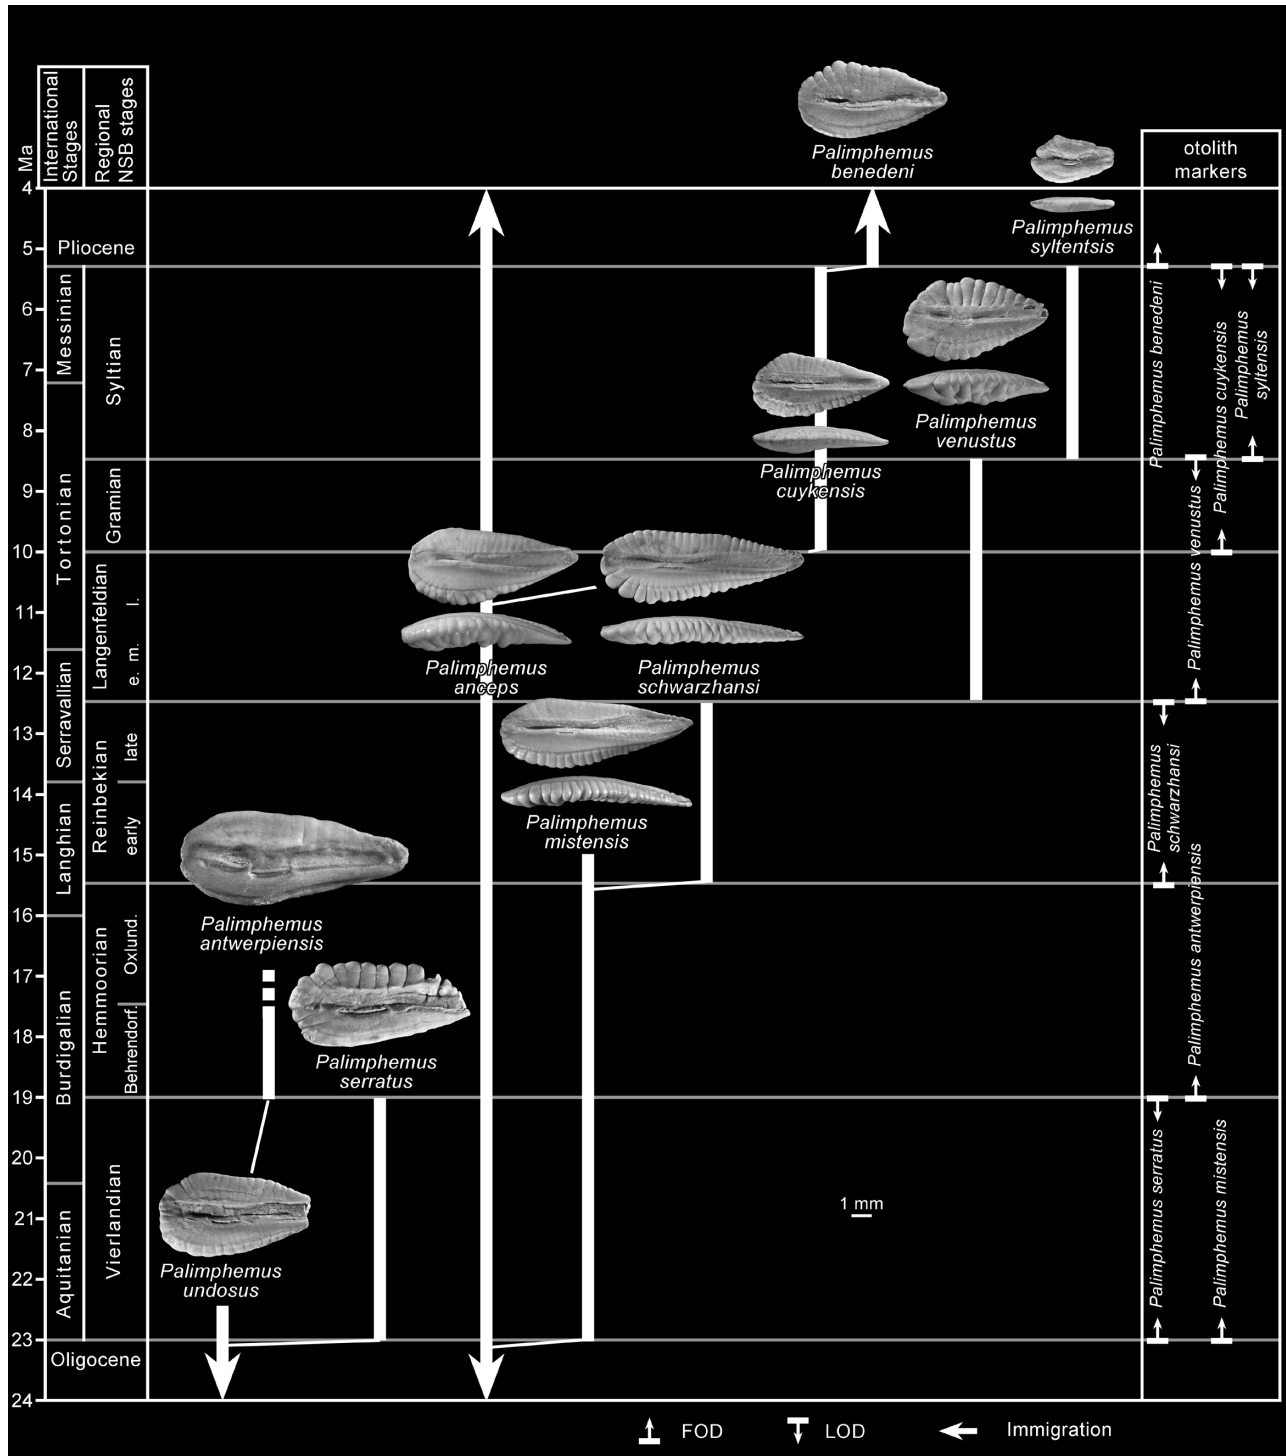 Ma
International
Stages
Regional
NSB stages
Palimphemus
benedeni
otolith
markers
Palimphemus
syltentsis
4
5
6
7
8
9
10
11
12
13
14
15
16
17
18
19
20
21
22
23
24
Pliocene
Messinian
Tortonian
Serravallian
Langhian
Burdigalian
Aquitanian
Oligocene
Syltian
Gramian
Langenfeldian
e. m. l.
Reinbekian
early late
Hemmoorian
Behrendorf. Oxlund.
Vierlandian
Palimphemus
venustus
Palimphemus
cuykensis
Palimphemus
anceps
Palimphemus
schwarzhansi
Palimphemus
mistensis
Palimphemus
antwerpiensis
Palimphemus
serratus
Palimphemus
undosus
1 mm
Palimphemus benedeni
Palimphemus cuykensis
Palimphemus
syltensis
Palimphemus venustus
Palimphemus
schwarzhansi
Palimphemus antwerpiensis
Palimphemus serratus
Palimphemus mistensis
FOD
LOD
Immigration